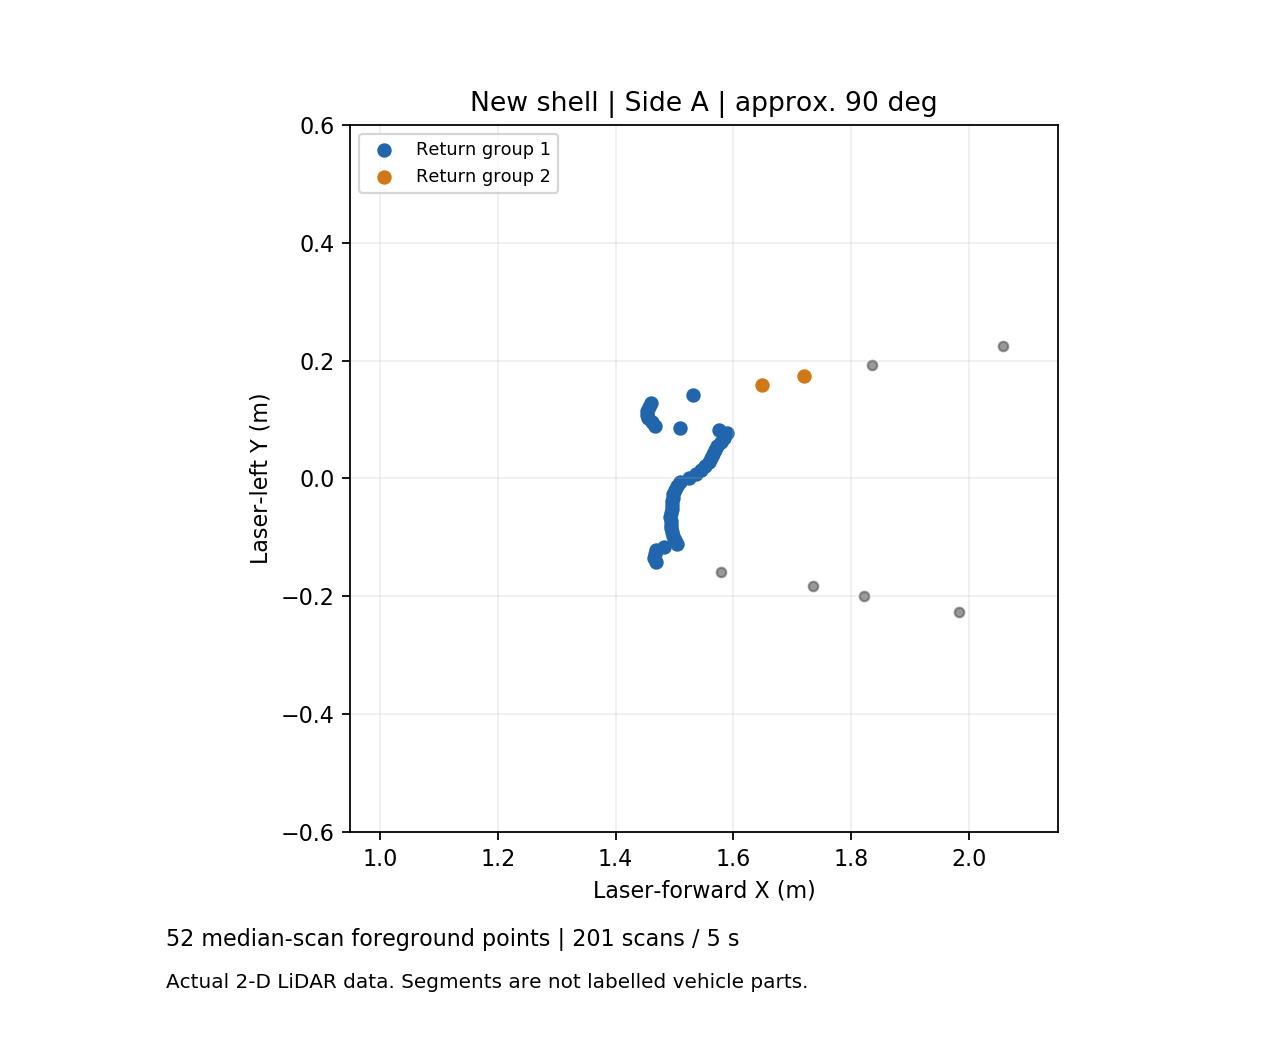 New shell | Side A | approx. 90 deg
Return group 1
Return group 2
0.6
0.4
0.2
0.0
−0.2
−0.4
−0.6
Laser-left Y (m)
1.0 1.2 1.4 1.6 1.8 2.0
Laser-forward X (m)
52 median-scan foreground points | 201 scans / 5 s
Actual 2-D LiDAR data. Segments are not labelled vehicle parts.